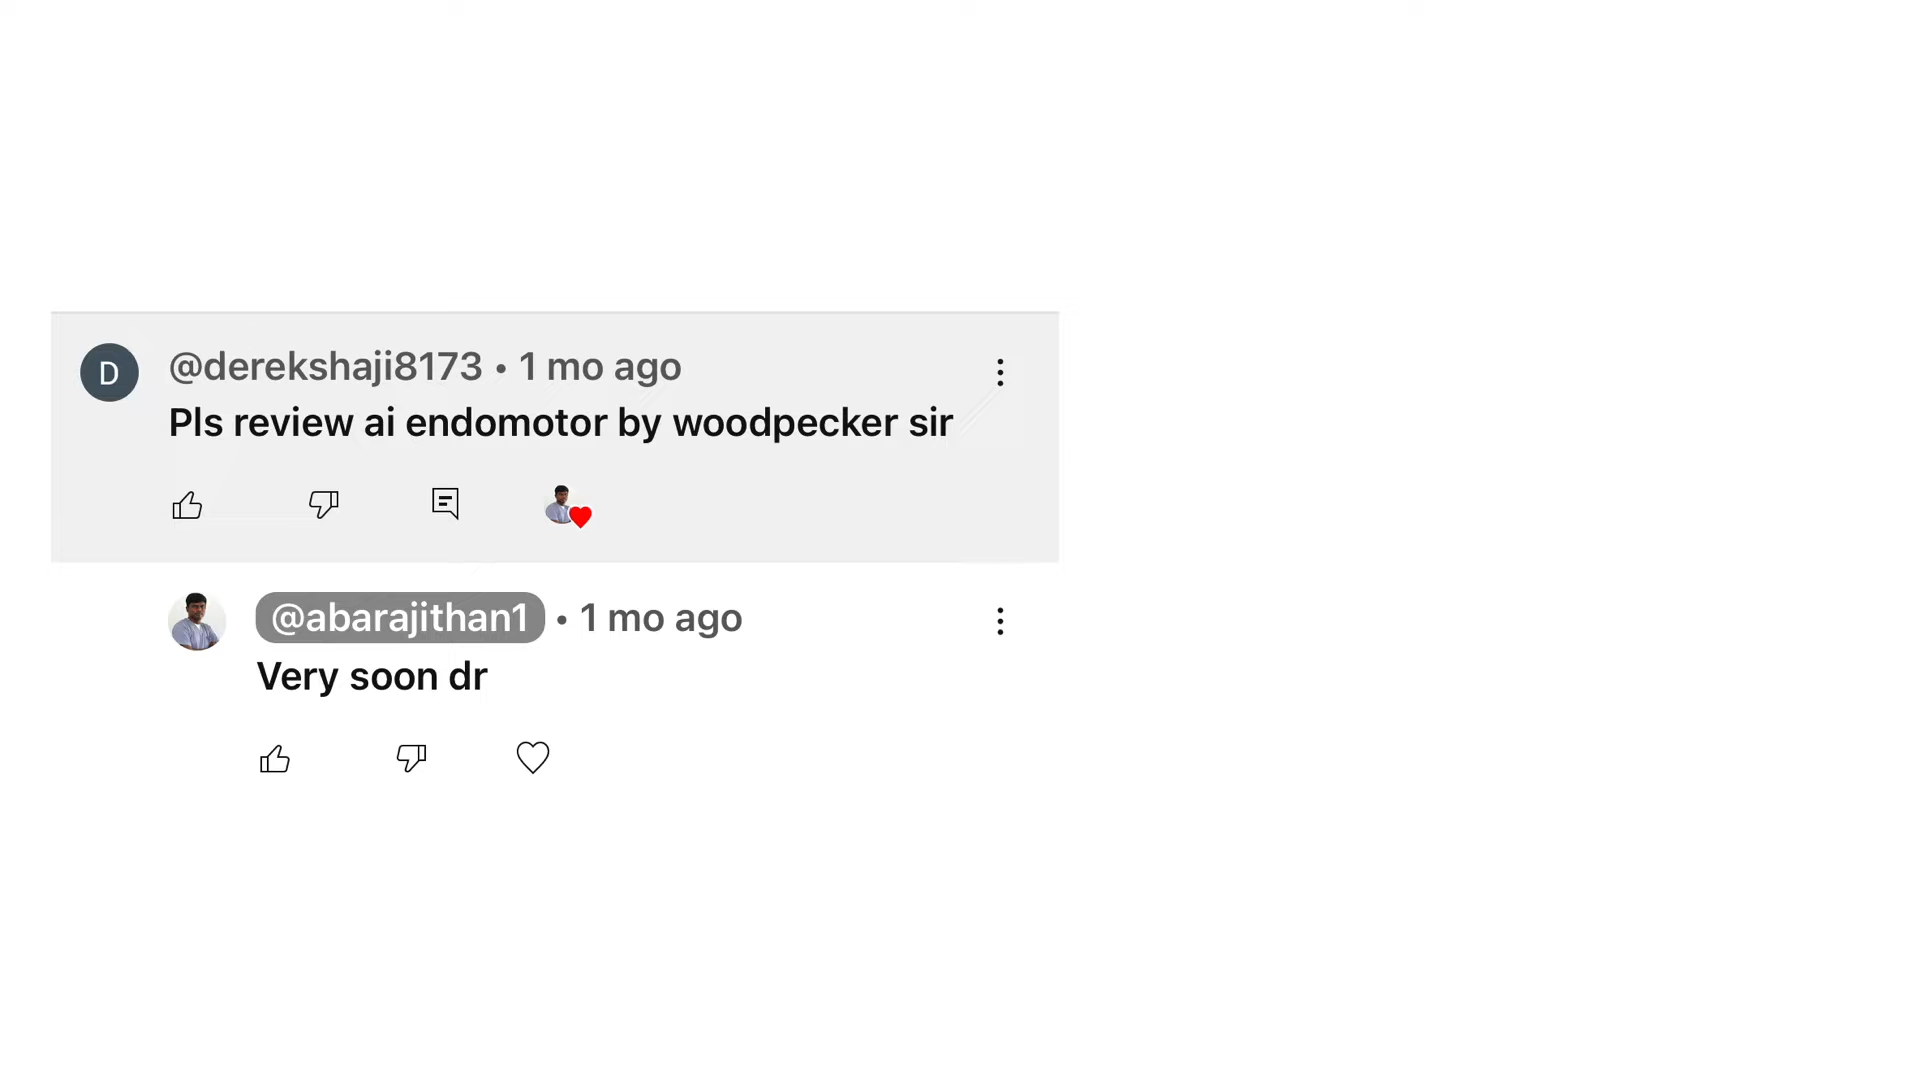 D
@derekshaji8173 • 1 mo ago
Pls review ai endomotor by woodpecker sir
@abarajithan1 • 1 mo ago
Very soon dr